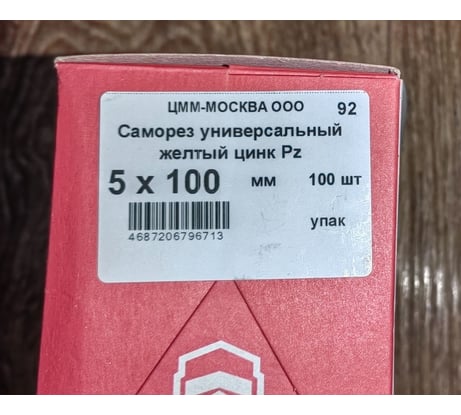 ЦММ-МОСКВА ООО 92
Саморез универсальный
желтый цинк Pz
5 х 100 мм 100 шт
упак
4687206796713